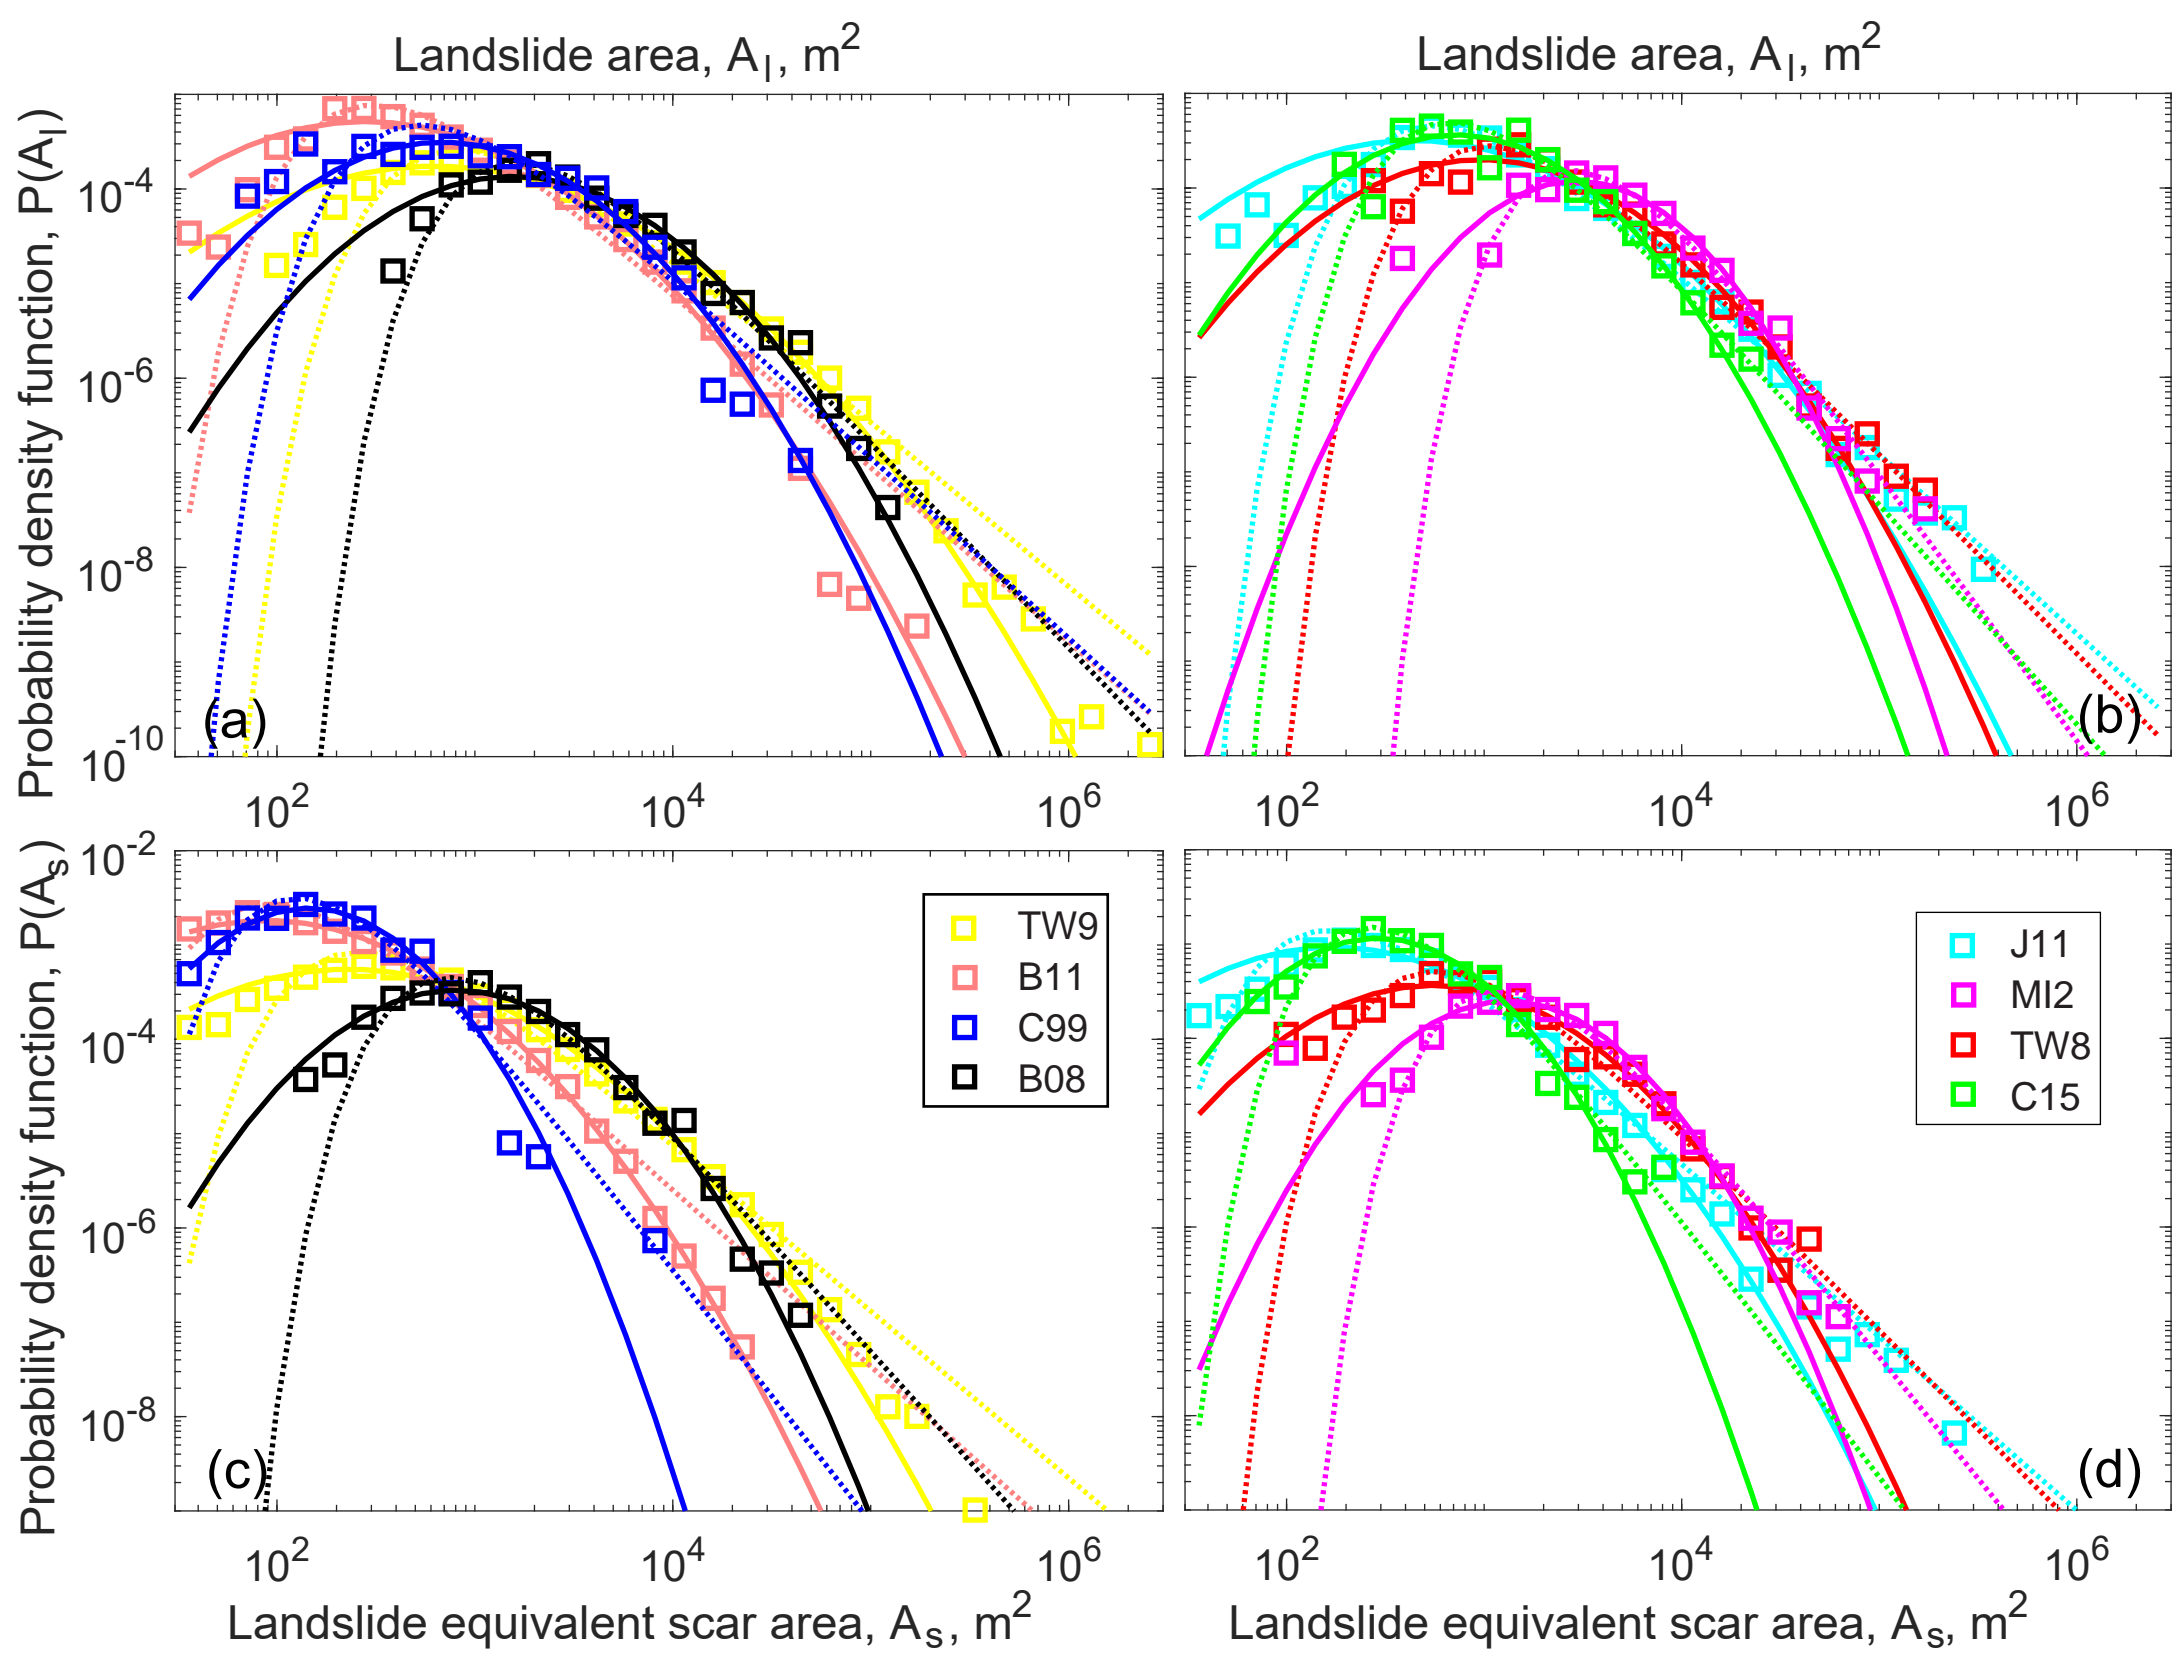 Landslide area, A_l, m^2
Landslide area, A_l, m^2
Probability density function, P(A_l)
10^-4
10^-6
10^-8
10^-10
(a)
(b)
10^2
10^4
10^6
10^2
10^4
10^6
Probability density function, P(A_s)
10^-2
10^-4
10^-6
10^-8
TW9
B11
C99
B08
J11
MI2
TW8
C15
(c)
(d)
10^2
10^4
10^6
10^2
10^4
10^6
Landslide equivalent scar area, A_s, m^2
Landslide equivalent scar area, A_s, m^2